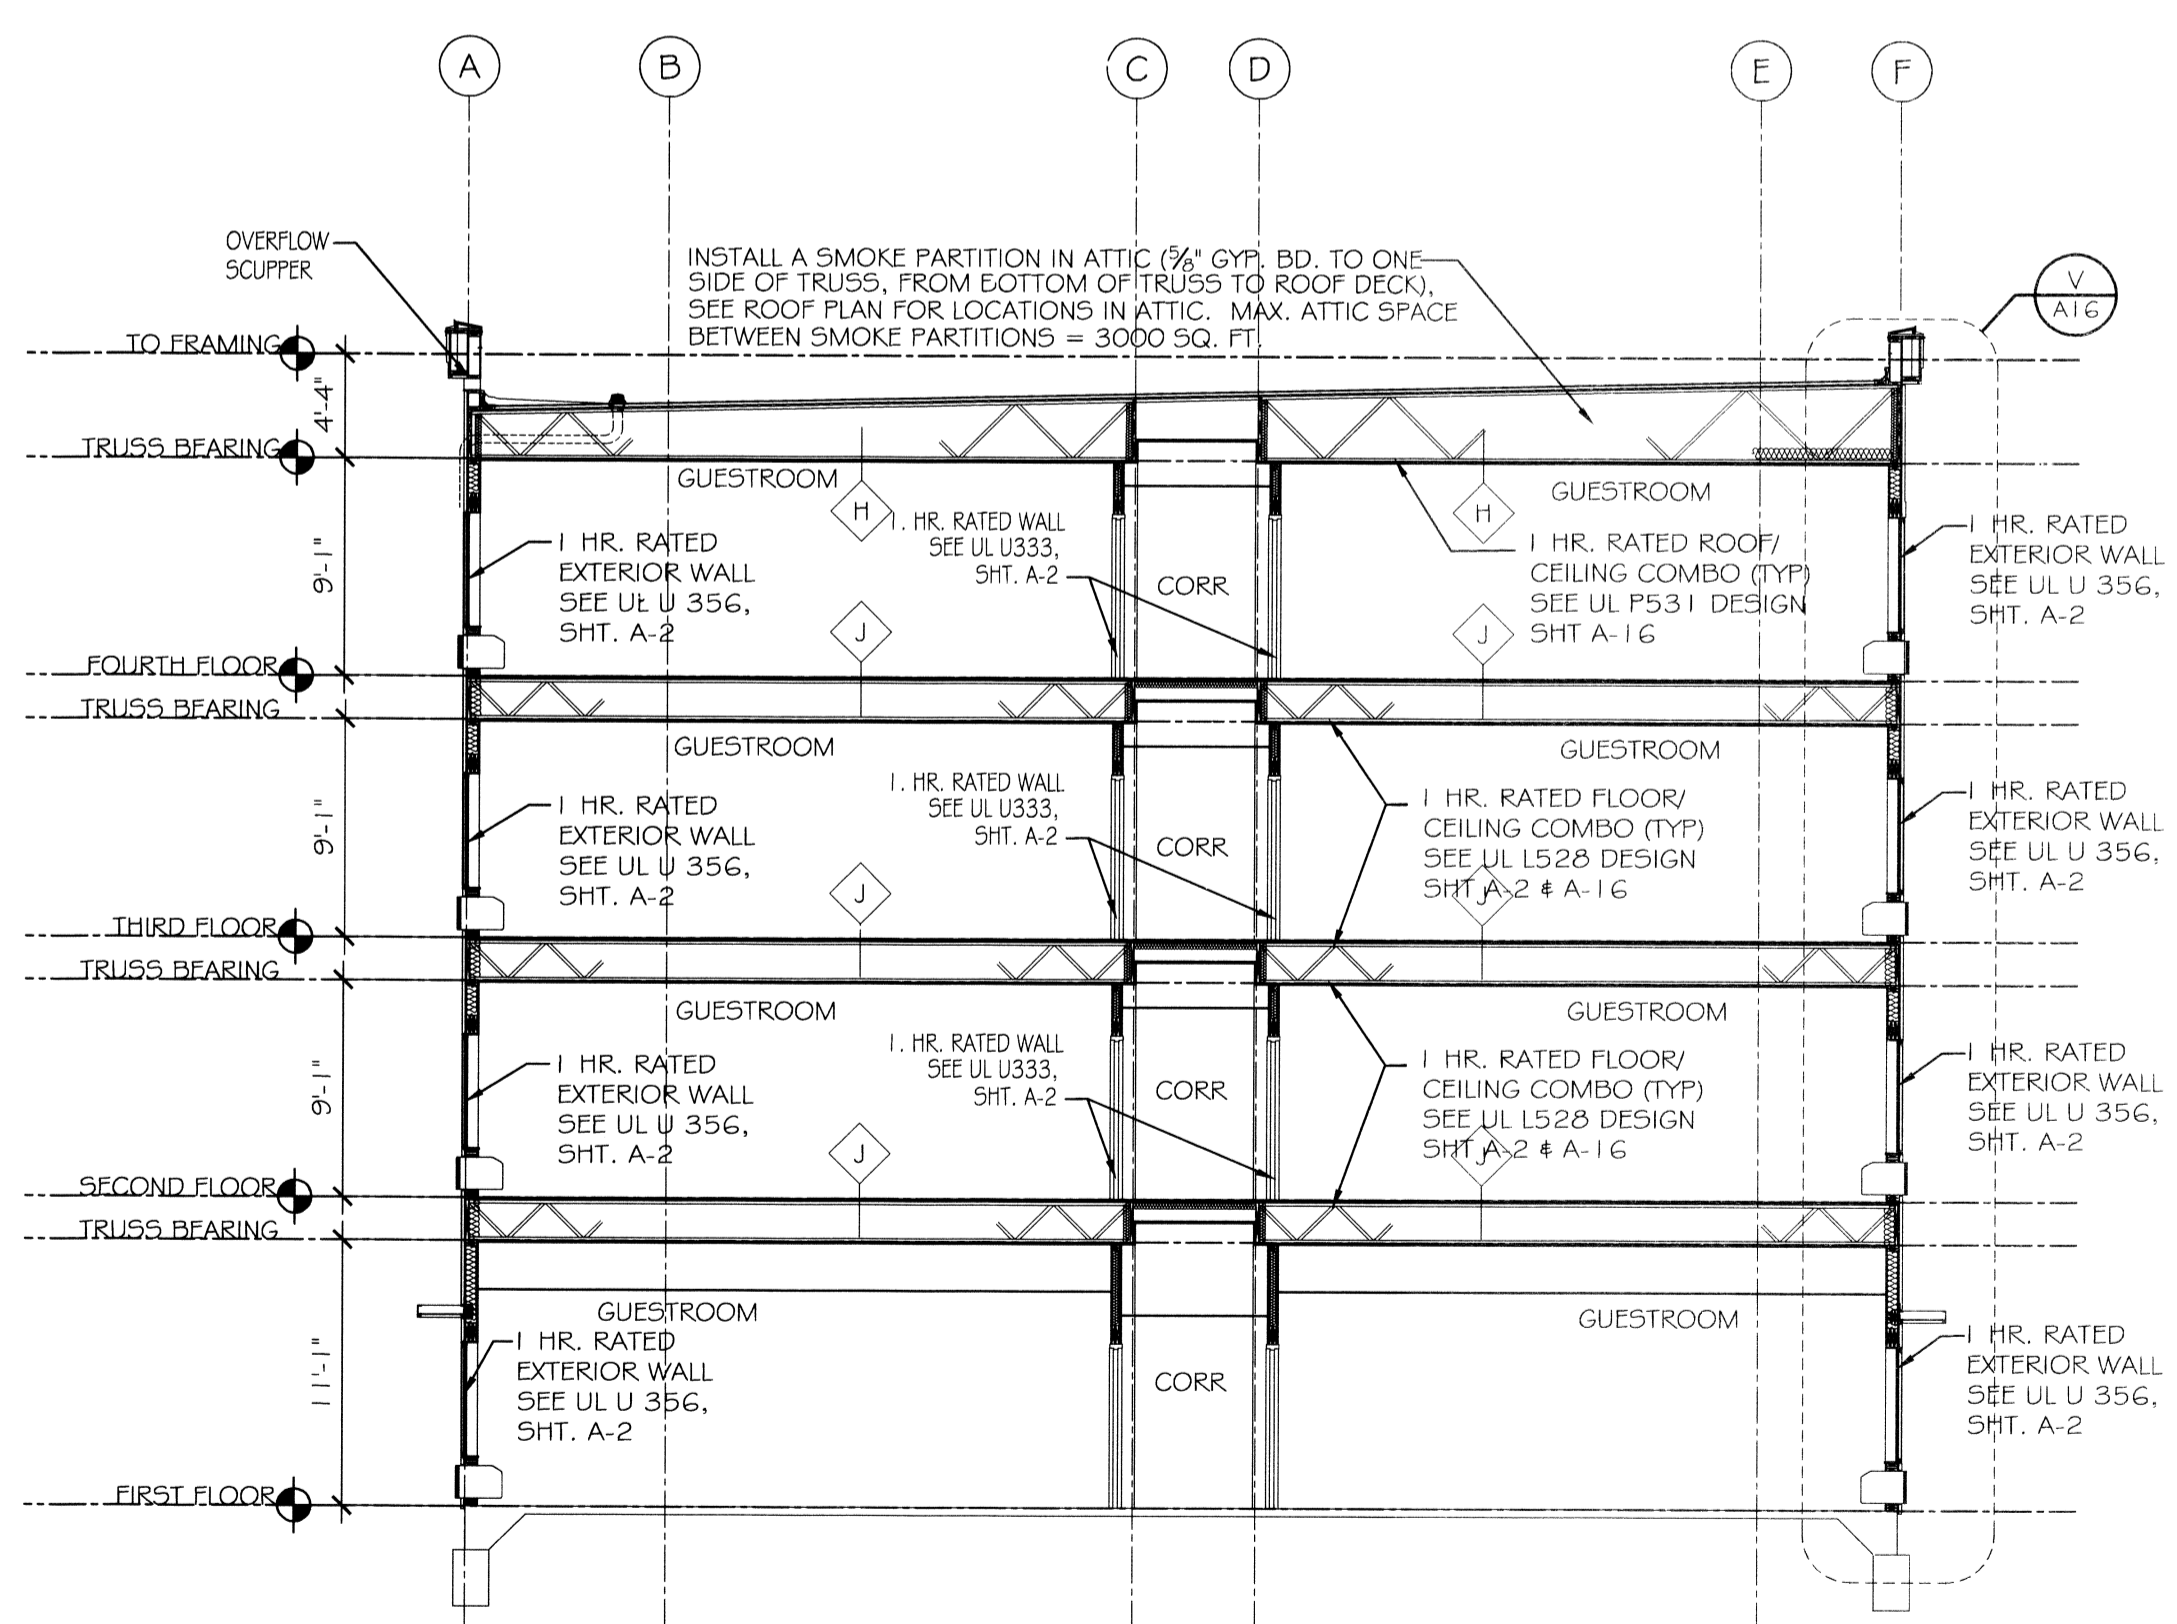 A
B
C
D
E
F
OVERFLOW
SCUPPER
INSTALL A SMOKE PARTITION IN ATTIC (5/8" GYP. BD. TO ONE
SIDE OF TRUSS, FROM BOTTOM OF TRUSS TO ROOF DECK),
SEE ROOF PLAN FOR LOCATIONS IN ATTIC. MAX. ATTIC SPACE
BETWEEN SMOKE PARTITIONS = 3000 SQ. FT.
V
A16
TO FRAMING
4'-4"
TRUSS BEARING
GUESTROOM
GUESTROOM
H
H
1. HR. RATED WALL
SEE UL U333,
SHT. A-2
1 HR. RATED
EXTERIOR WALL
SEE UL U 356,
SHT. A-2
9'-1"
CORR
1 HR. RATED ROOF/
CEILING COMBO (TYP)
SEE UL P531 DESIGN
SHT A-16
1 HR. RATED
EXTERIOR WALL
SEE UL U 356,
SHT. A-2
J
J
FOURTH FLOOR
TRUSS BEARING
GUESTROOM
GUESTROOM
1. HR. RATED WALL
SEE UL U333,
SHT. A-2
1 HR. RATED
EXTERIOR WALL
SEE UL U 356,
SHT. A-2
9'-1"
CORR
1 HR. RATED FLOOR/
CEILING COMBO (TYP)
SEE UL L528 DESIGN
SHT A-2 & A-16
1 HR. RATED
EXTERIOR WALL
SEE UL U 356,
SHT. A-2
J
J
THIRD FLOOR
TRUSS BEARING
GUESTROOM
GUESTROOM
1. HR. RATED WALL
SEE UL U333,
SHT. A-2
1 HR. RATED
EXTERIOR WALL
SEE UL U 356,
SHT. A-2
9'-1"
CORR
1 HR. RATED FLOOR/
CEILING COMBO (TYP)
SEE UL L528 DESIGN
SHT A-2 & A-16
1 HR. RATED
EXTERIOR WALL
SEE UL U 356,
SHT. A-2
J
J
SECOND FLOOR
TRUSS BEARING
GUESTROOM
GUESTROOM
1 HR. RATED
EXTERIOR WALL
SEE UL U 356,
SHT. A-2
11'-1"
CORR
1 HR. RATED
EXTERIOR WALL
SEE UL U 356,
SHT. A-2
FIRST FLOOR